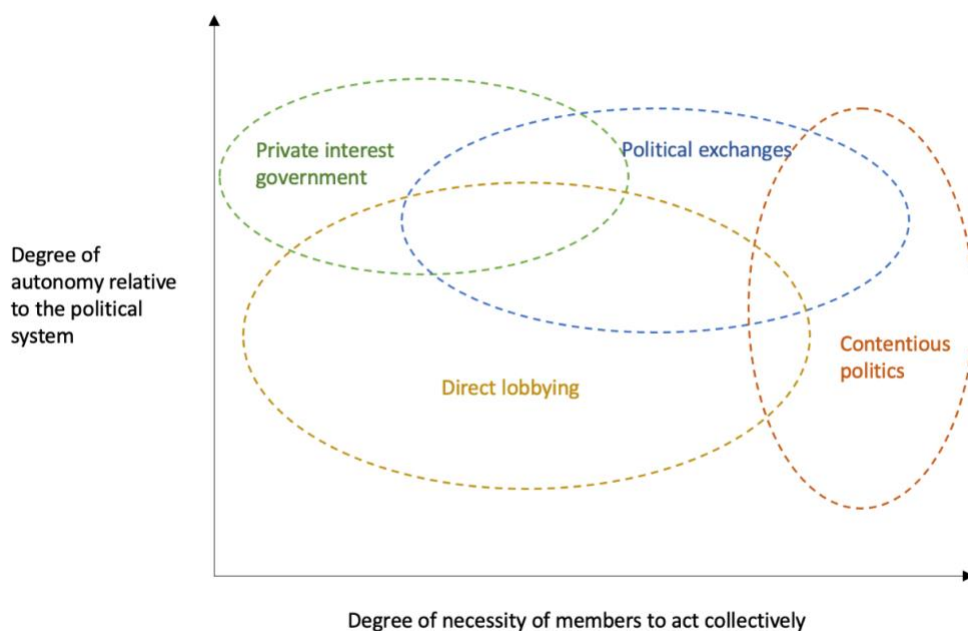 Private interest
government
Political exchanges
Degree of
autonomy relative
to the political
system
Contentious
politics
Direct lobbying
Degree of necessity of members to act collectively